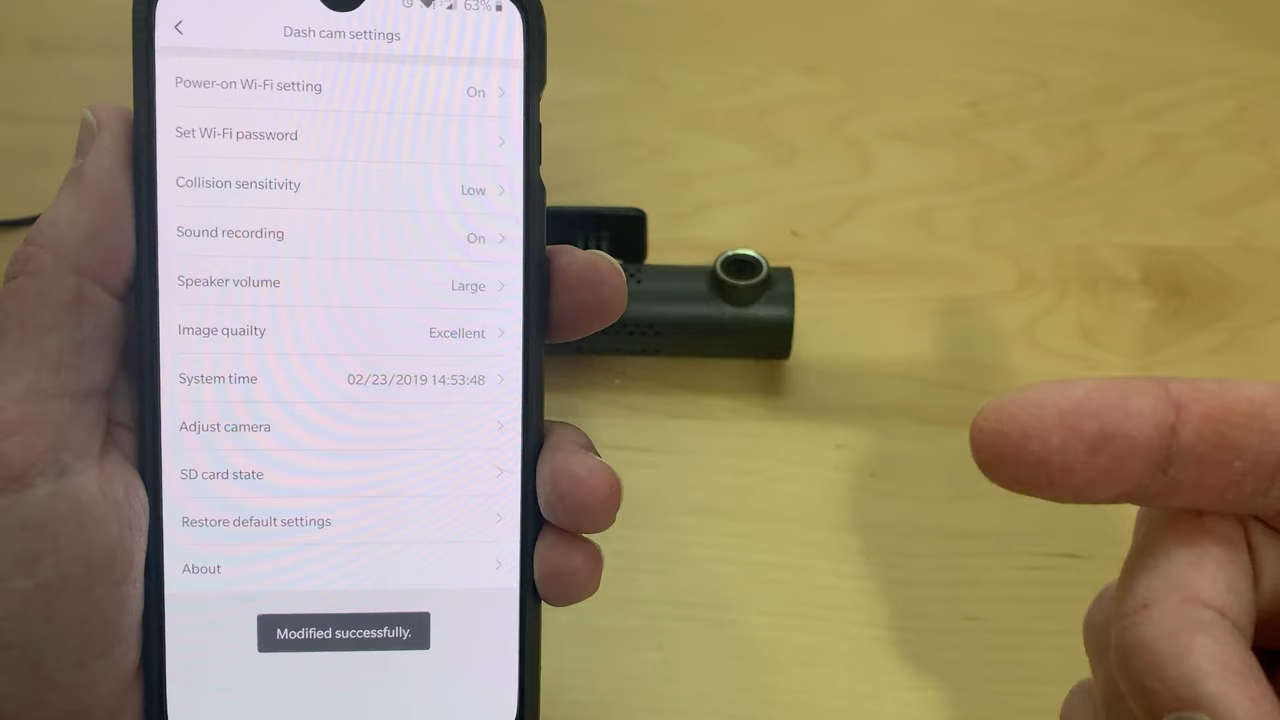 63%
Dash cam settings
Power-on Wi-Fi setting On
Set Wi-Fi password
Collision sensitivity Low
Sound recording On
Speaker volume Large
Image quailty Excellent
System time 02/23/2019 14:53:48
Adjust camera
SD card state
Restore default settings
About
Modified successfully.